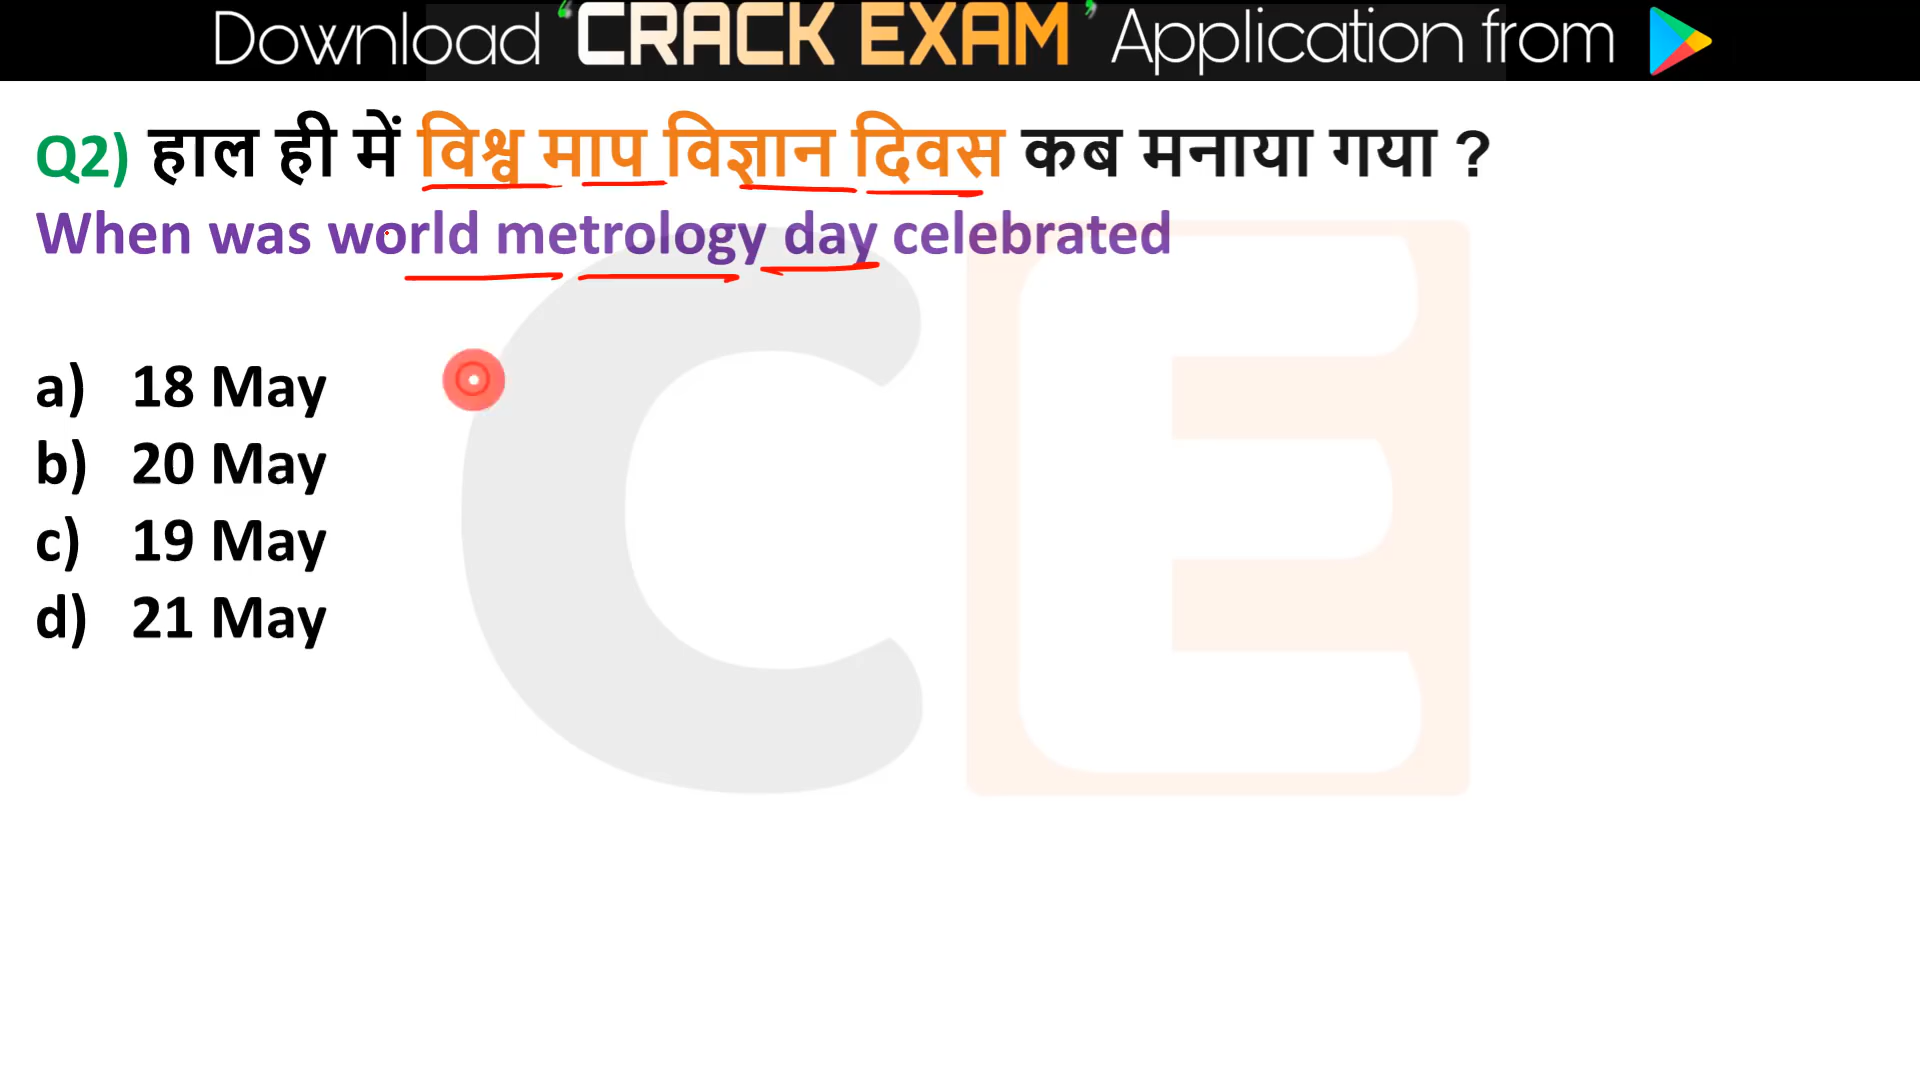 Download ‘CRACK EXAM’ Application from
Q2) हाल ही में विश्व माप विज्ञान दिवस कब मनाया गया ?
When was world metrology day celebrated
a) 18 May
b) 20 May
c) 19 May
d) 21 May
CE